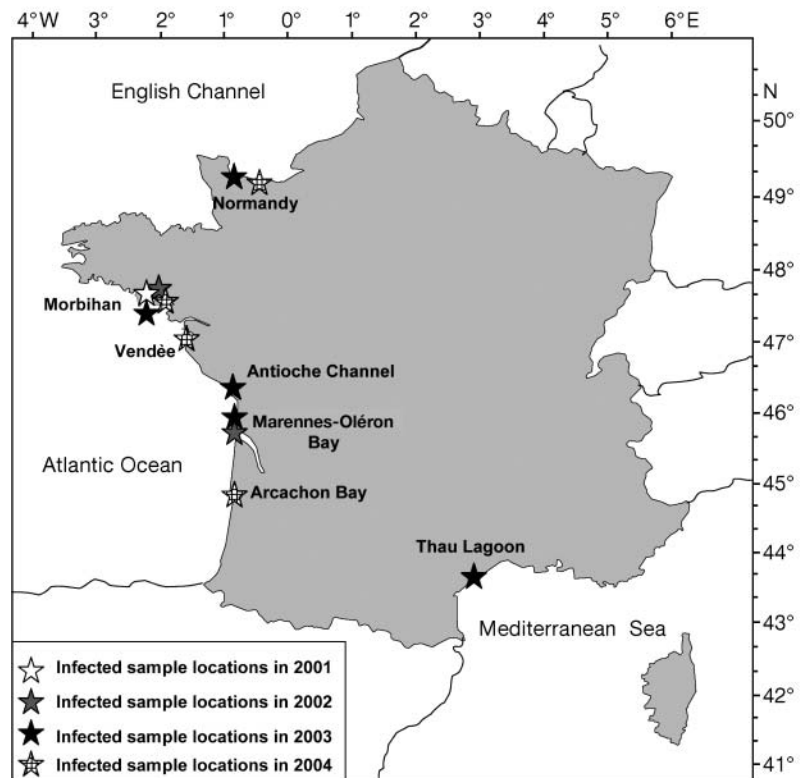 4°W 3° 2° 1° 0° 1° 2° 3° 4° 5° 6°E
English Channel
N
50°
49°
Normandy
48°
Morbihan
47°
Vendèe
Antioche Channel
46°
Marennes-Oléron
Bay
Atlantic Ocean
45°
Arcachon Bay
44°
Thau Lagoon
43°
Mediterranean Sea
42°
41°
Infected sample locations in 2001
Infected sample locations in 2002
Infected sample locations in 2003
Infected sample locations in 2004